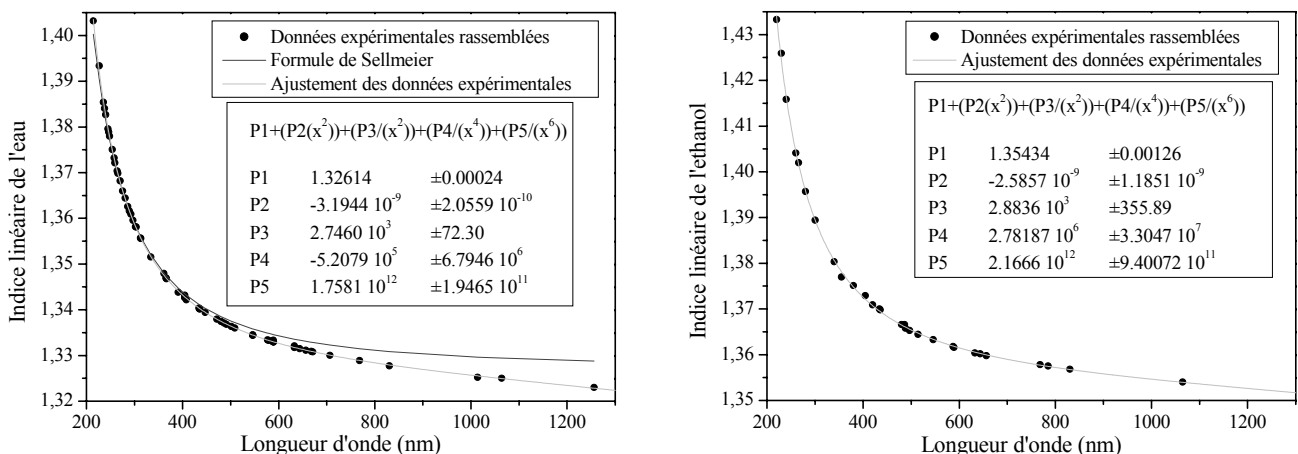 Indice linéaire de l'eau
1,40
1,39
1,38
1,37
1,36
1,35
1,34
1,33
1,32
200 400 600 800 1000 1200
Longueur d'onde (nm)
Données expérimentales rassemblées
Formule de Sellmeier
Ajustement des données expérimentales
P1+(P2(x²))+(P3/(x²))+(P4/(x⁴))+(P5/(x⁶))
P1 1.32614 ±0.00024
P2 -3.1944 10⁻⁹ ±2.0559 10⁻¹⁰
P3 2.7460 10³ ±72.30
P4 -5.2079 10⁵ ±6.7946 10⁶
P5 1.7581 10¹² ±1.9465 10¹¹
Indice linéaire de l'ethanol
1,43
1,42
1,41
1,40
1,39
1,38
1,37
1,36
1,35
200 400 600 800 1000 1200
Longueur d'onde (nm)
Données expérimentales rassemblées
Ajustement des données expérimentales
P1+(P2(x²))+(P3/(x²))+(P4/(x⁴))+(P5/(x⁶))
P1 1.35434 ±0.00126
P2 -2.5857 10⁻⁹ ±1.1851 10⁻⁹
P3 2.8836 10³ ±355.89
P4 2.78187 10⁶ ±3.3047 10⁷
P5 2.1666 10¹² ±9.40072 10¹¹